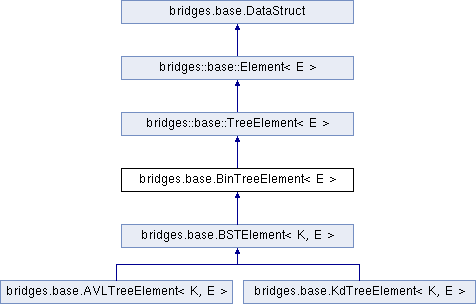 bridges.base.DataStruct
bridges::base::Element< E >
bridges::base::TreeElement< E >
bridges.base.BinTreeElement< E >
bridges.base.BSTElement< K, E >
bridges.base.AVLTreeElement< K, E >
bridges.base.KdTreeElement< K, E >